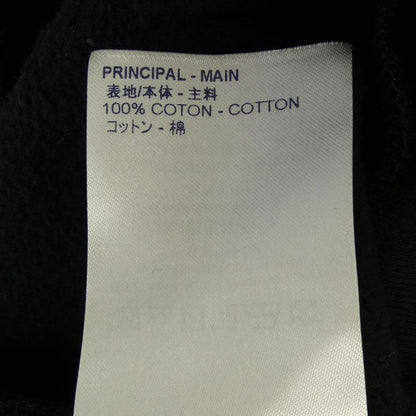 PRINCIPAL - MAIN
表地/本体 - 主料
100% COTON - COTTON
コットン - 棉